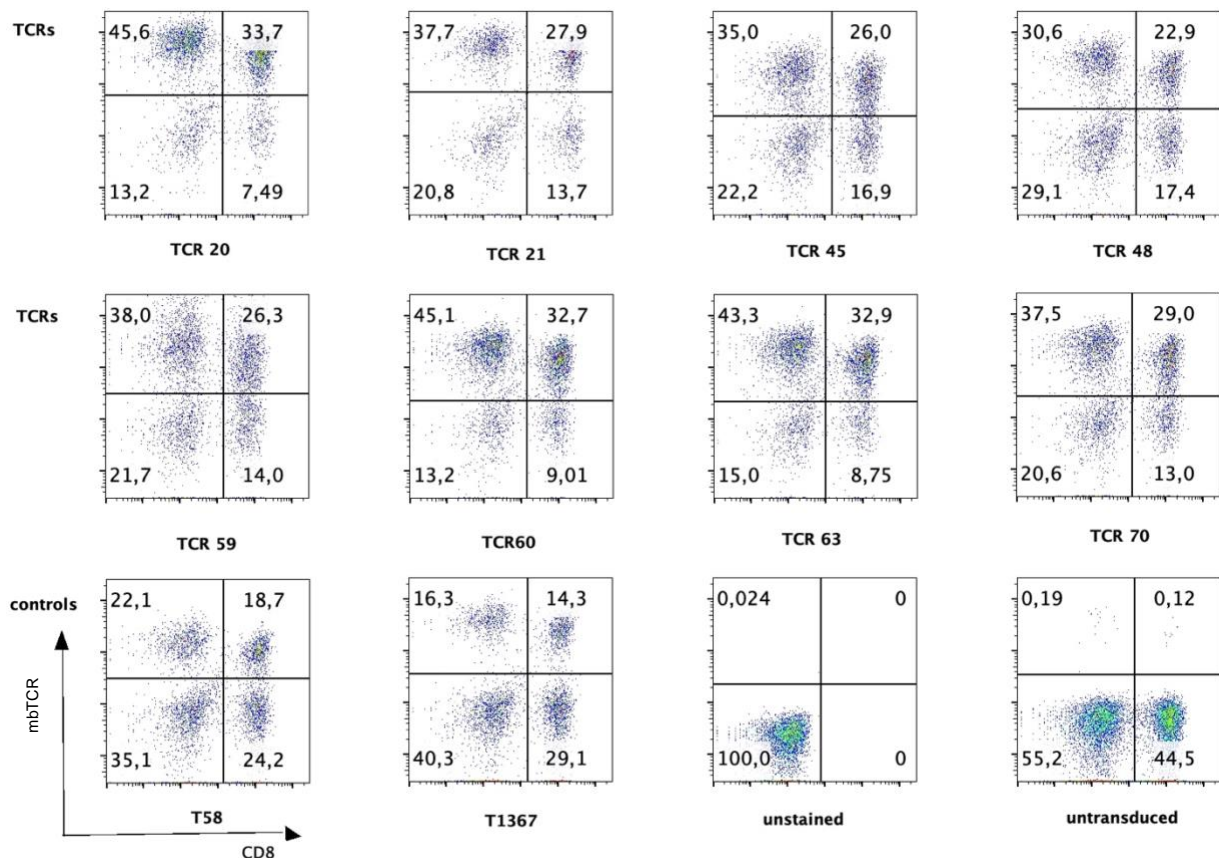 TCRs
45,6 33,7
13,2 7,49
TCR 20
37,7 27,9
20,8 13,7
TCR 21
35,0 26,0
22,2 16,9
TCR 45
30,6 22,9
29,1 17,4
TCR 48
TCRs
38,0 26,3
21,7 14,0
TCR 59
45,1 32,7
13,2 9,01
TCR60
43,3 32,9
15,0 8,75
TCR 63
37,5 29,0
20,6 13,0
TCR 70
controls
22,1 18,7
35,1 24,2
T58
16,3 14,3
40,3 29,1
T1367
0,024 0
100,0 0
unstained
0,19 0,12
55,2 44,5
untransduced
mbTCR
CD8